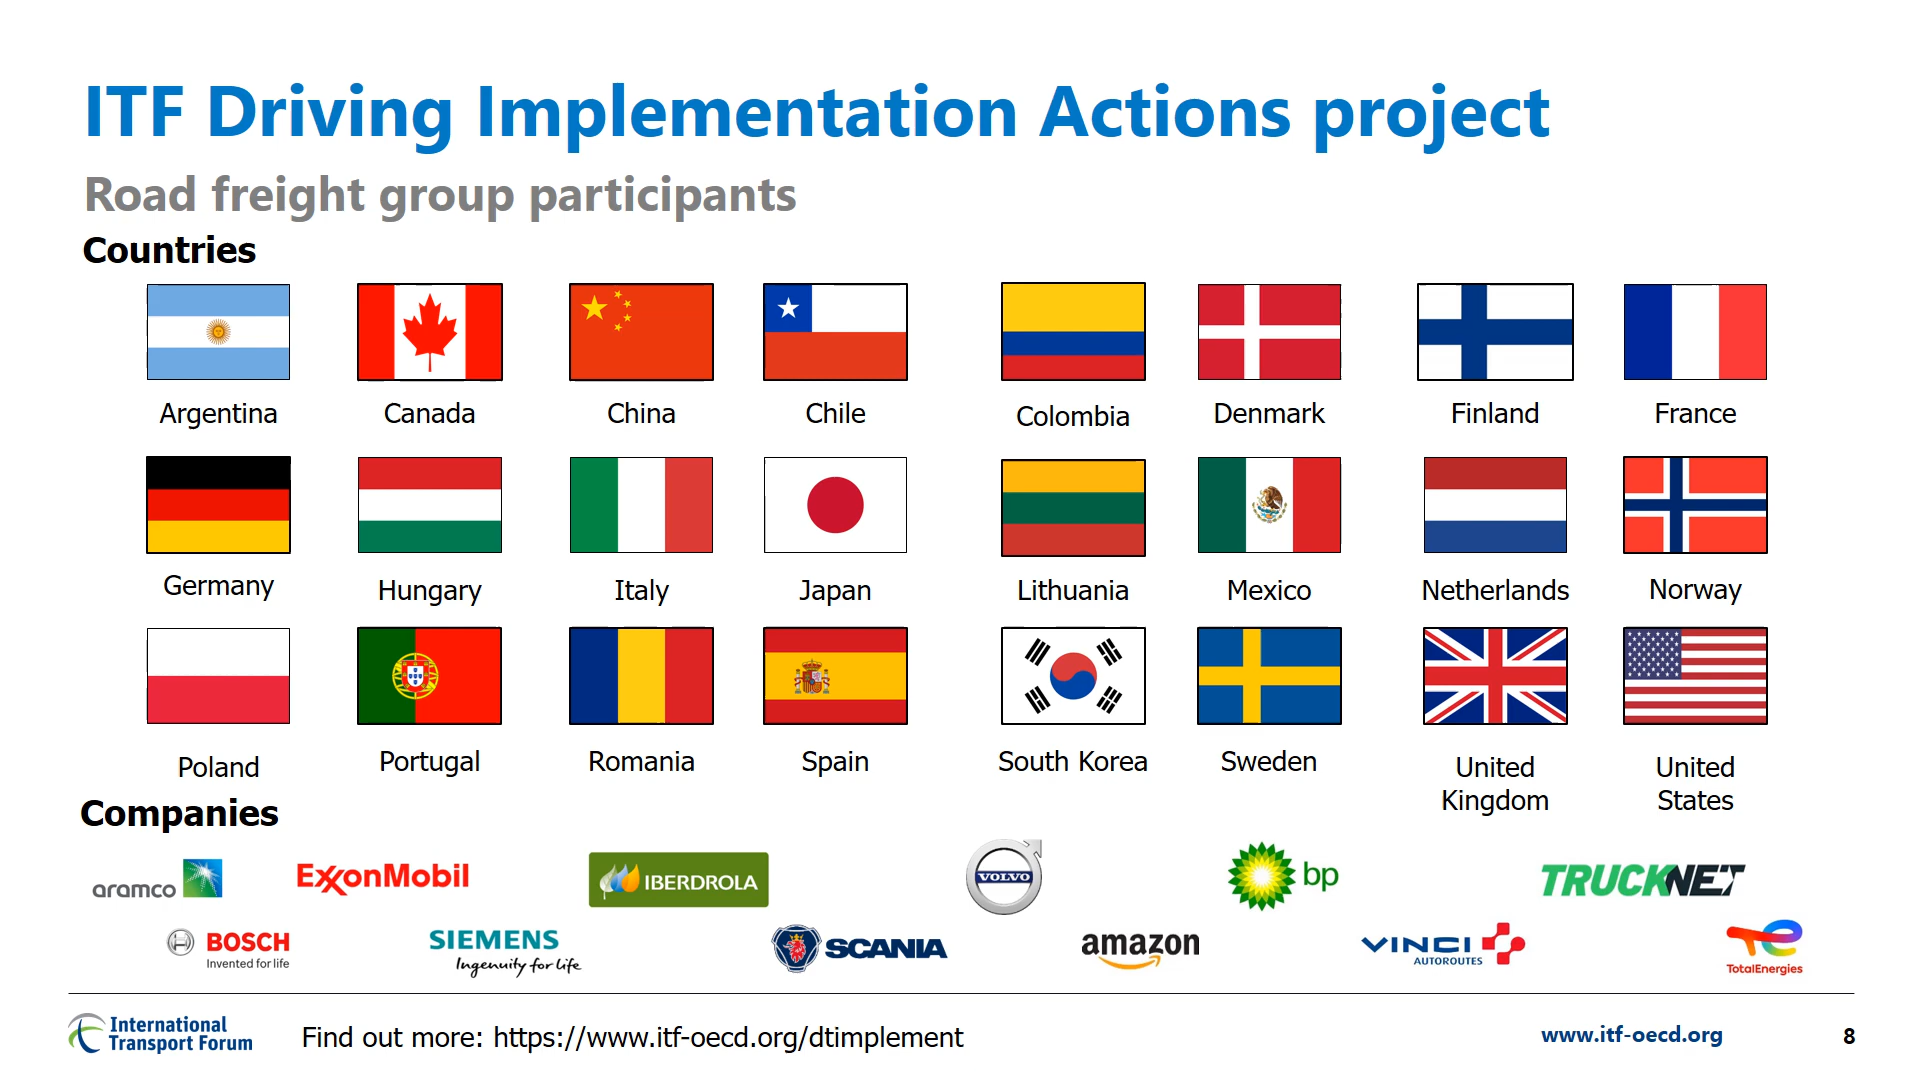 ITF Driving Implementation Actions project
Road freight group participants
Countries
Argentina
Canada
China
Chile
Colombia
Denmark
Finland
France
Germany
Hungary
Italy
Japan
Lithuania
Mexico
Netherlands
Norway
Poland
Portugal
Romania
Spain
South Korea
Sweden
United
Kingdom
United
States
Companies
aramco
ExxonMobil
IBERDROLA
VOLVO
bp
TRUCKNET
BOSCH
Invented for life
SIEMENS
Ingenuity for life
SCANIA
amazon
VINCI
AUTOROUTES
TotalEnergies
International
Transport Forum
Find out more: https://www.itf-oecd.org/dtimplement
www.itf-oecd.org
8